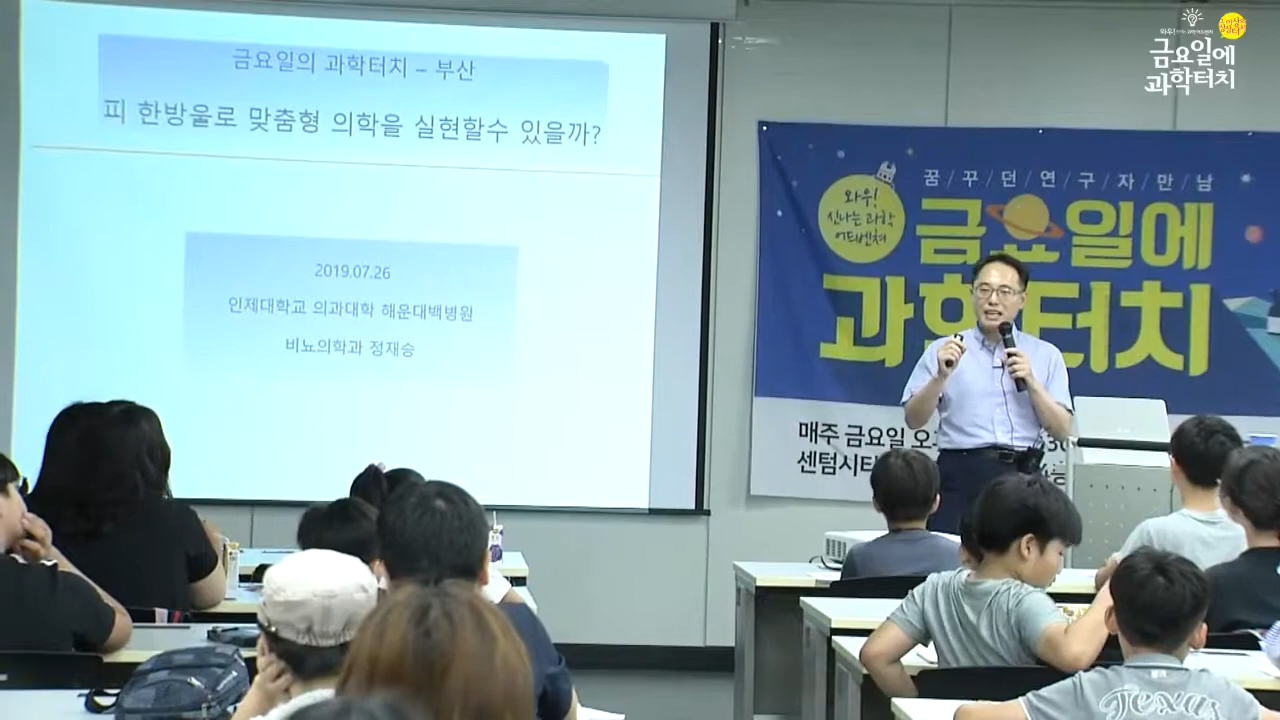 금요일의 과학터치 – 부산
피 한방울로 맞춤형 의학을 실현할수 있을까?
2019.07.26
인제대학교 의과대학 해운대백병원
비뇨의학과 정재승
금요일에
과학터치
꿈/꾸/던/연/구/자/만/남
와우!
신나는 과학
어드벤쳐
금요일에
과학터치
매주 금요일 오
센텀시티
Texas